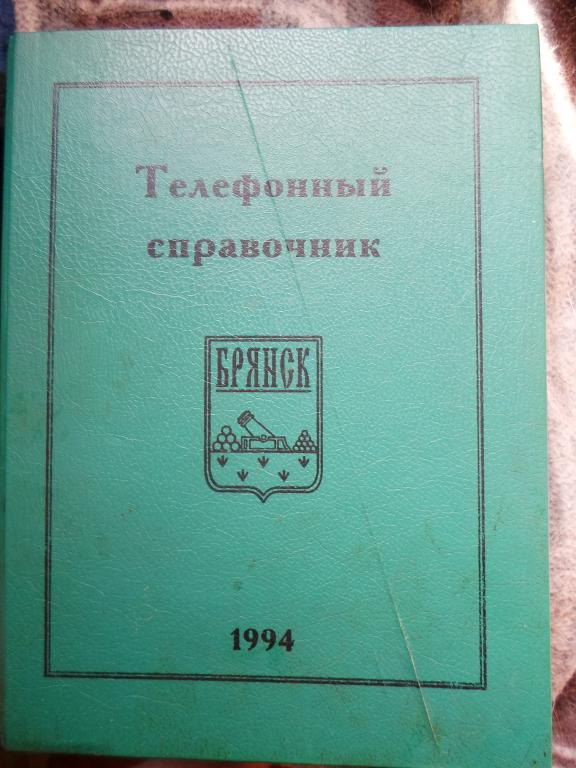 Телефонный
справочник
БРЯНСК
1994